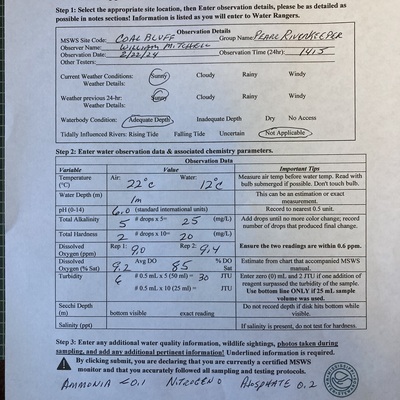 Step 1: Select the appropriate site location, then Enter observation details, please be as detailed as
possible in notes sections! Information is listed as you will enter to Water Rangers.
Observation Details
MSWS Site Code: COAL BLUFF Group Name: PEARL RIVERKEEPER
Observer Name: WILLIAM MITCHELL
Observation Date: 2/22/24 Observation Time (24hr): 1415
Other Testers:
Current Weather Conditions: Sunny Cloudy Rainy Windy
Weather Details:
Weather previous 24-hr: Sunny Cloudy Rainy Windy
Weather Details:
Waterbody Condition: Adequate Depth Inadequate Depth Dry No Access
Tidally Influenced Rivers: Rising Tide Falling Tide Uncertain Not Applicable
Step 2: Enter water observation data & associated chemistry parameters.
Observation Data
Variable Value Important Tips
Temperature (°C) Air: 22°C Water: 12°C Measure air temp before water temp. Read with bulb submerged if possible. Don't touch bulb.
Water Depth (m) 1m This can be an estimation or exact measurement.
pH (0-14) 6.0 (standard international units) Record to nearest 0.5 unit.
Total Alkalinity 5 # drops x 5= 25 (mg/L) Add drops until no more color change; record number of drops that produced final change.
Total Hardness 2 # drops x 10= 20 (mg/L)
Dissolved Oxygen (ppm) Rep 1: 9.0 Rep 2: 9.4 Ensure the two readings are within 0.6 ppm.
Dissolved Oxygen (% Sat) 9.2 Avg DO 85 % DO Sat Estimate from chart that accompanied MSWS manual.
Turbidity 6 # 0.5 mL x 5 (50 ml) = 30 JTU Enter zero (0) mL and 2 JTU if one addition of reagent surpassed the turbidity of the sample.
# 0.5 mL x 10 (25 ml) = JTU Use bottom line ONLY if 25 mL sample volume was used.
Secchi Depth (m) bottom visible exact reading Do not record depth if disk hits bottom while visible.
Salinity (ppt) If salinity is present, do not test for hardness.
Step 3: Enter any additional water quality information, wildlife sightings, photos taken during
sampling, and add any additional pertinent information! Underlined information is required.
By clicking submit, you are declaring that you are currently a certified MSWS
monitor and that you accurately followed all sampling and testing protocols.
AMMONIA <0.1 NITROGEN 0 PHOSPHATE 0.2